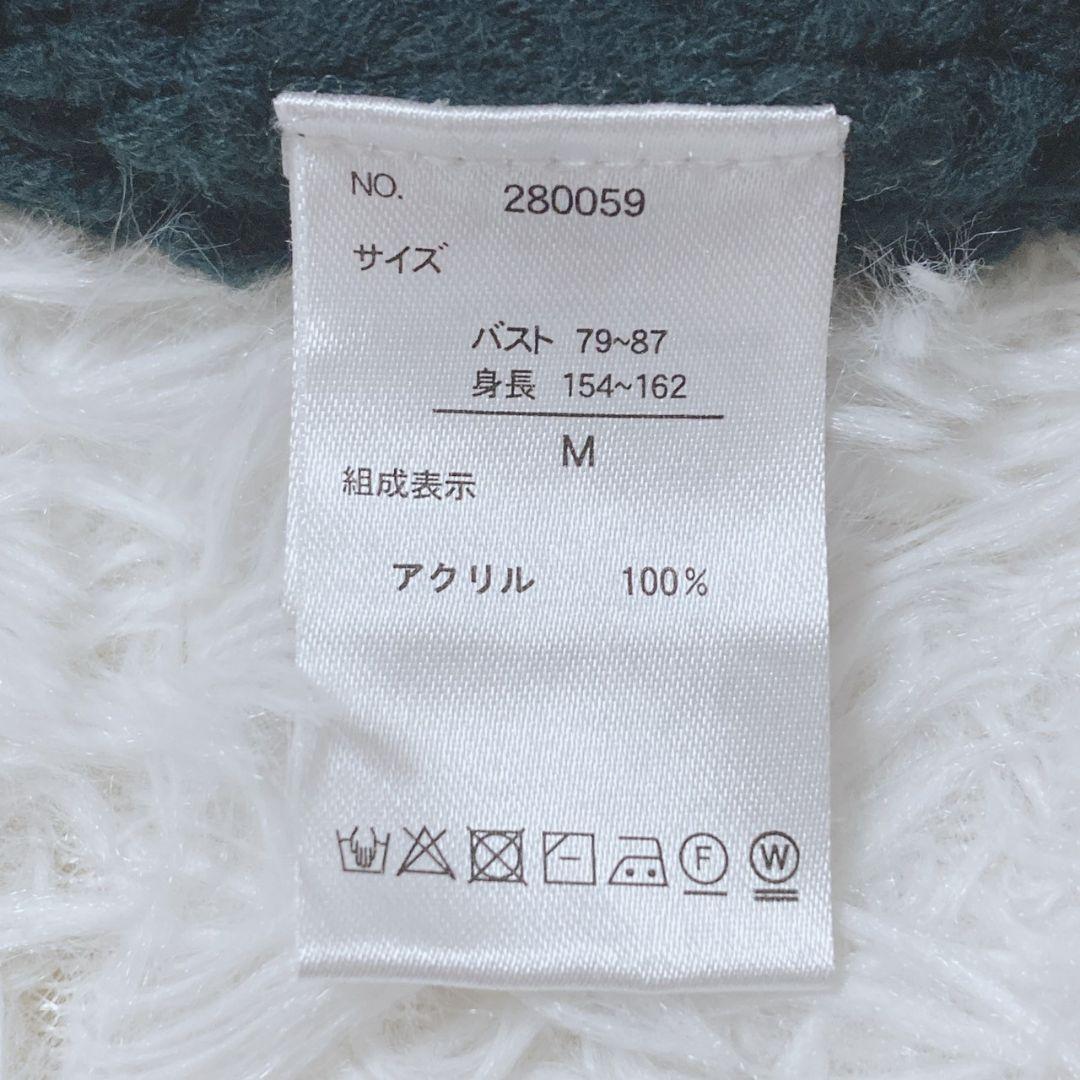 NO. 280059
サイズ
バスト 79~87
身長 154~162
M
組成表示
アクリル 100%
F W